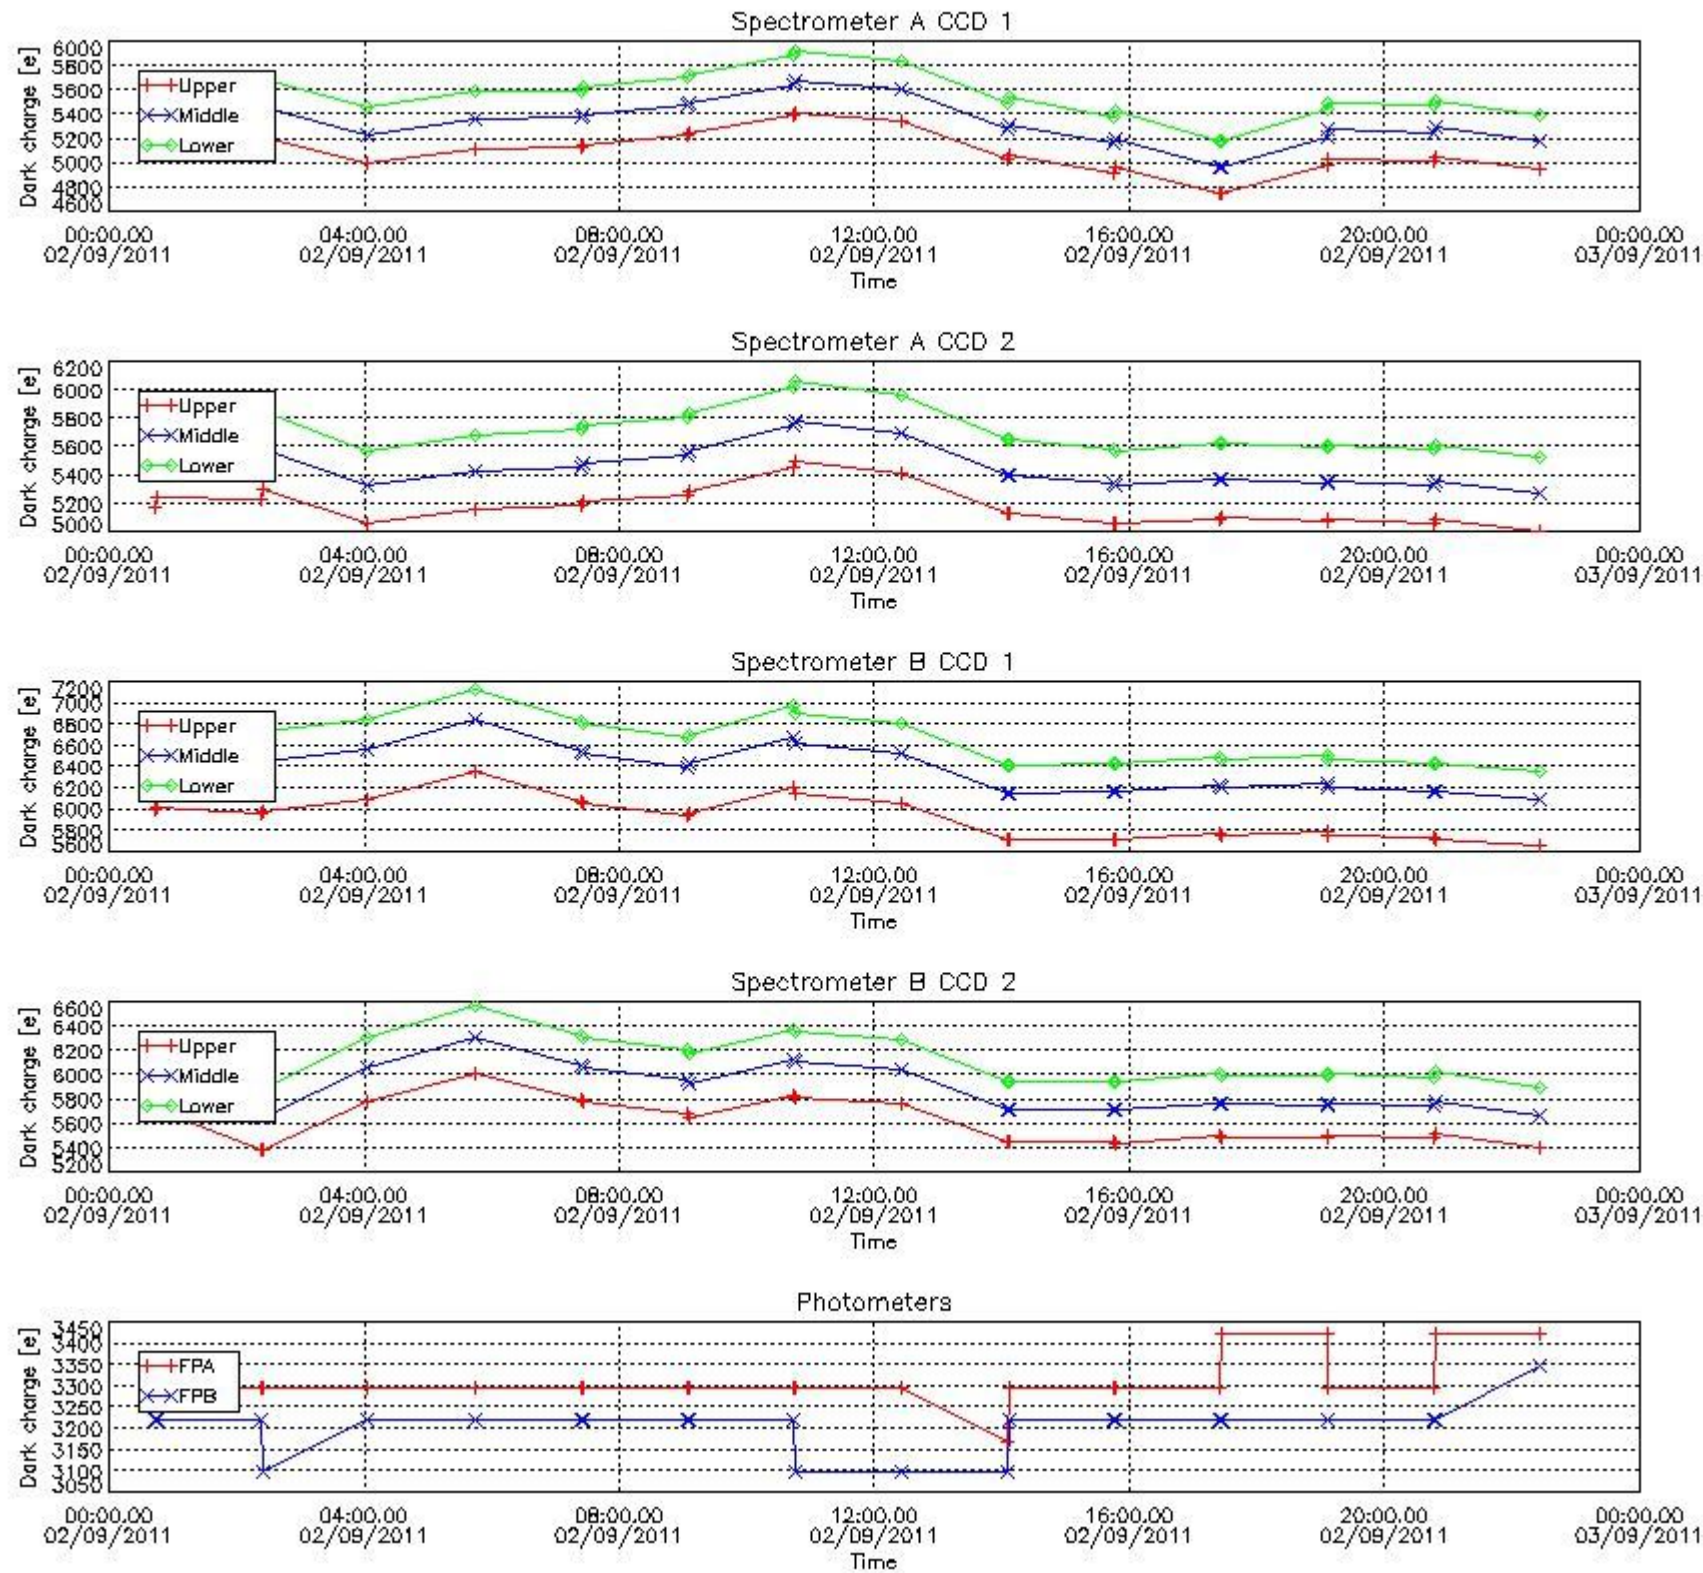 Spectrometer A CCD 1
Dark charge [e]
6000
5800
5600
5400
5200
5000
4800
4600
Upper
Middle
Lower
00:00.00 04:00.00 08:00.00 12:00.00 16:00.00 20:00.00 00:00.00
02/09/2011 02/09/2011 02/09/2011 02/09/2011 02/09/2011 02/09/2011 03/09/2011
Time
Spectrometer A CCD 2
Dark charge [e]
6200
6000
5800
5600
5400
5200
5000
Upper
Middle
Lower
00:00.00 04:00.00 08:00.00 12:00.00 16:00.00 20:00.00 00:00.00
02/09/2011 02/09/2011 02/09/2011 02/09/2011 02/09/2011 02/09/2011 03/09/2011
Time
Spectrometer B CCD 1
Dark charge [e]
7200
7000
6800
6600
6400
6200
6000
5800
5600
Upper
Middle
Lower
00:00.00 04:00.00 08:00.00 12:00.00 16:00.00 20:00.00 00:00.00
02/09/2011 02/09/2011 02/09/2011 02/09/2011 02/09/2011 02/09/2011 03/09/2011
Time
Spectrometer B CCD 2
Dark charge [e]
6600
6400
6200
6000
5800
5600
5400
5200
Upper
Middle
Lower
00:00.00 04:00.00 08:00.00 12:00.00 16:00.00 20:00.00 00:00.00
02/09/2011 02/09/2011 02/09/2011 02/09/2011 02/09/2011 02/09/2011 03/09/2011
Time
Photometers
Dark charge [e]
3450
3400
3350
3300
3250
3200
3150
3100
3050
FPA
FPB
00:00.00 04:00.00 08:00.00 12:00.00 16:00.00 20:00.00 00:00.00
02/09/2011 02/09/2011 02/09/2011 02/09/2011 02/09/2011 02/09/2011 03/09/2011
Time